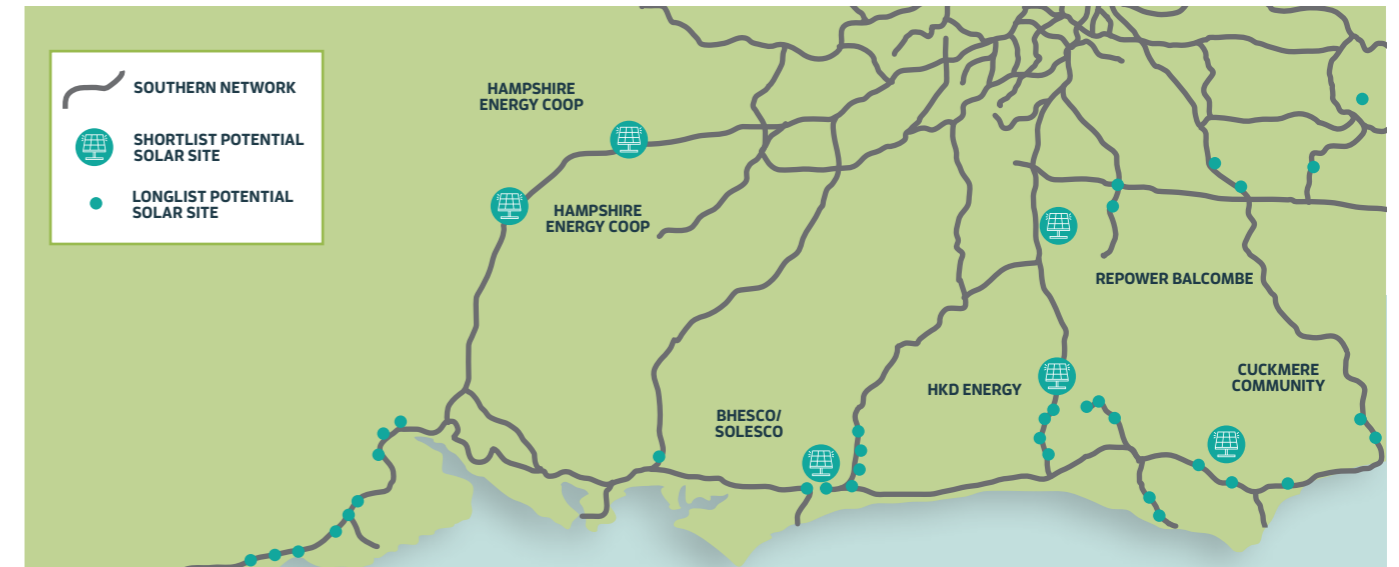 SOUTHERN NETWORK
SHORTLIST POTENTIAL
SOLAR SITE
LONGLIST POTENTIAL
SOLAR SITE
HAMPSHIRE
ENERGY COOP
HAMPSHIRE
ENERGY COOP
REPOWER BALCOMBE
HKD ENERGY
CUCKMERE
COMMUNITY
BHESCO/
SOLESCO